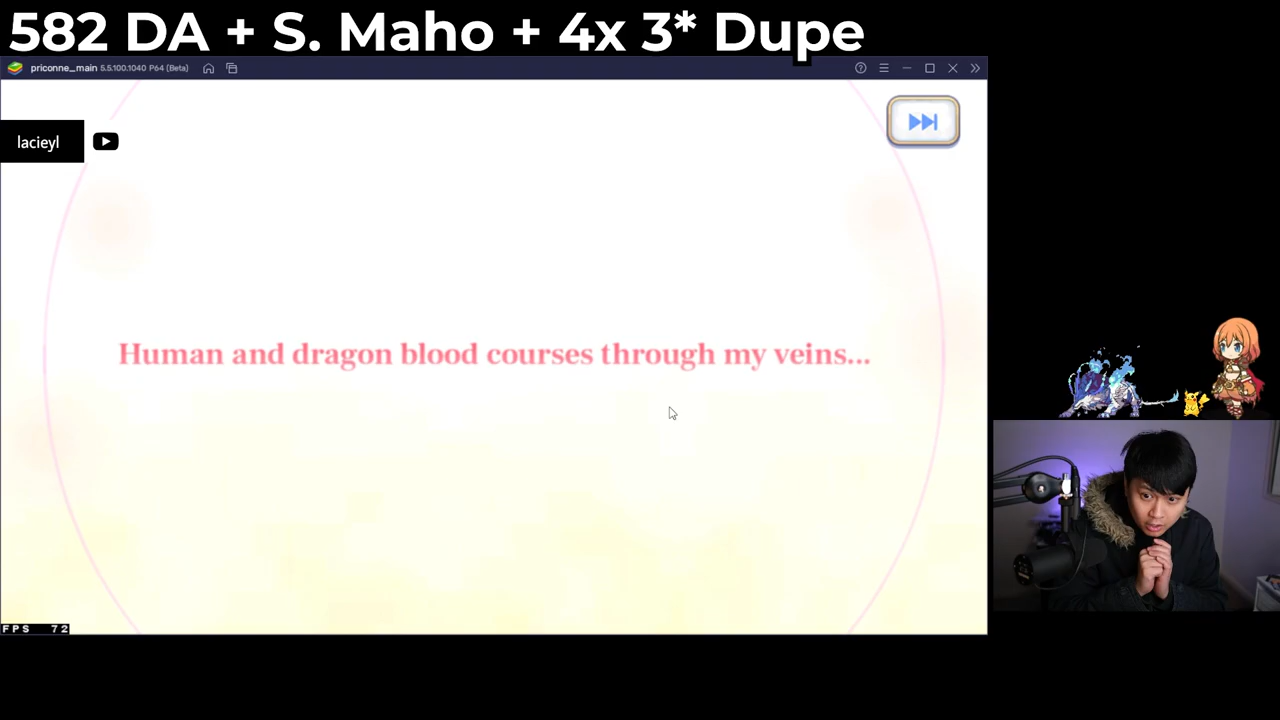 582 DA + S. Maho + 4x 3* Dupe
priconne_main 5.5.100.1040 P64 (Beta)
lacieyl
Human and dragon blood courses through my veins...
FPS 72